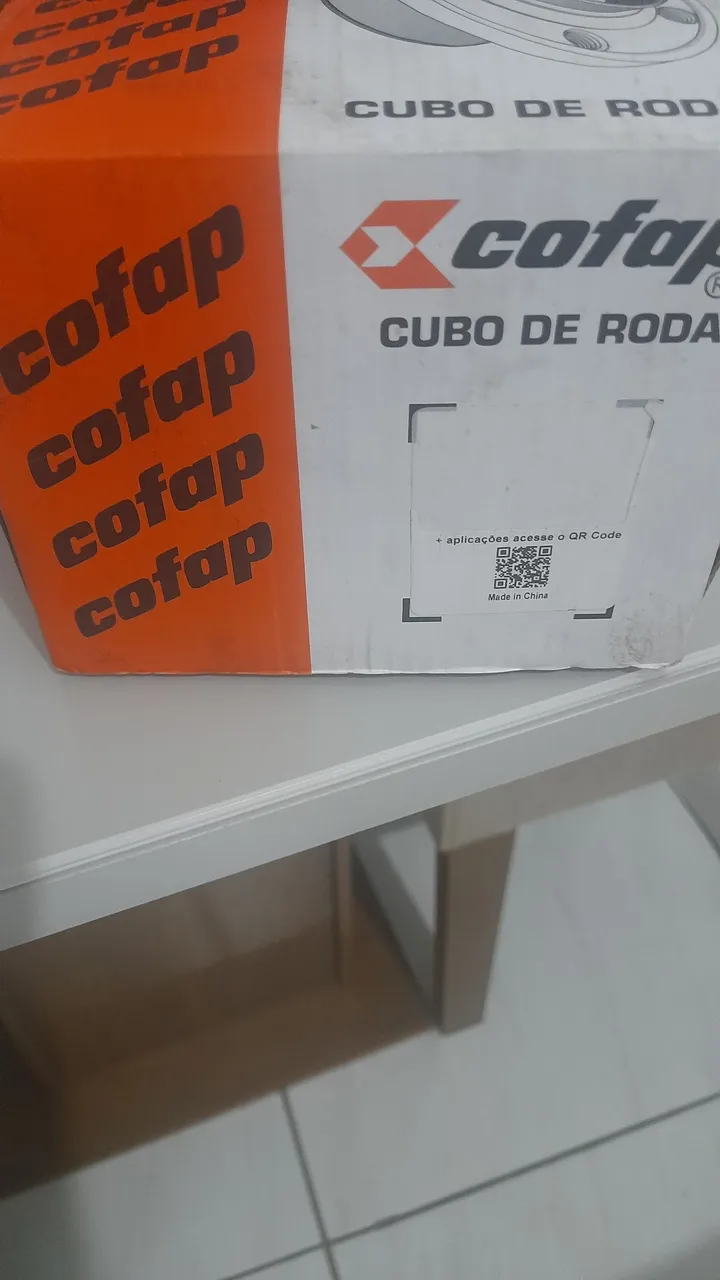 cofap
cofap
cofap
CUBO DE ROD
cofap
cofap
cofap
cofap
cofap
®
CUBO DE RODA
+ aplicações acesse o QR Code
Made in China